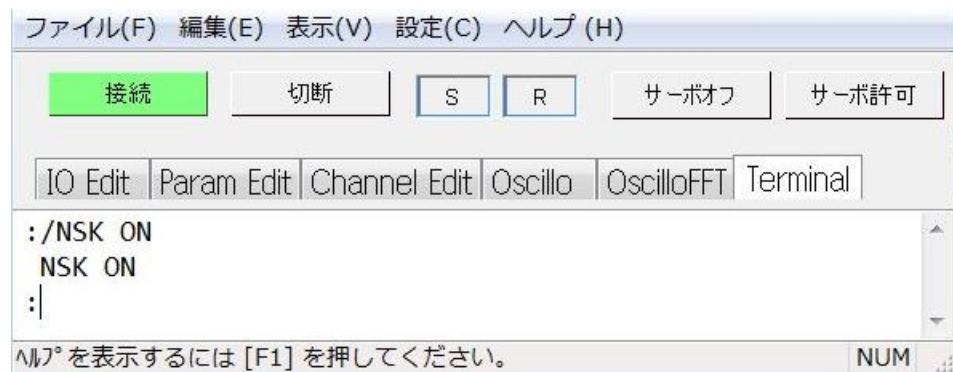 ファイル(F) 編集(E) 表示(V) 設定(C) ヘルプ (H)
接続 切断 S R サーボオフ サーボ許可
IO Edit Param Edit Channel Edit Oscillo OscilloFFT Terminal
:/NSK ON
NSK ON
:
ﾍﾙﾌﾟを表示するには [F1] を押してください。 NUM